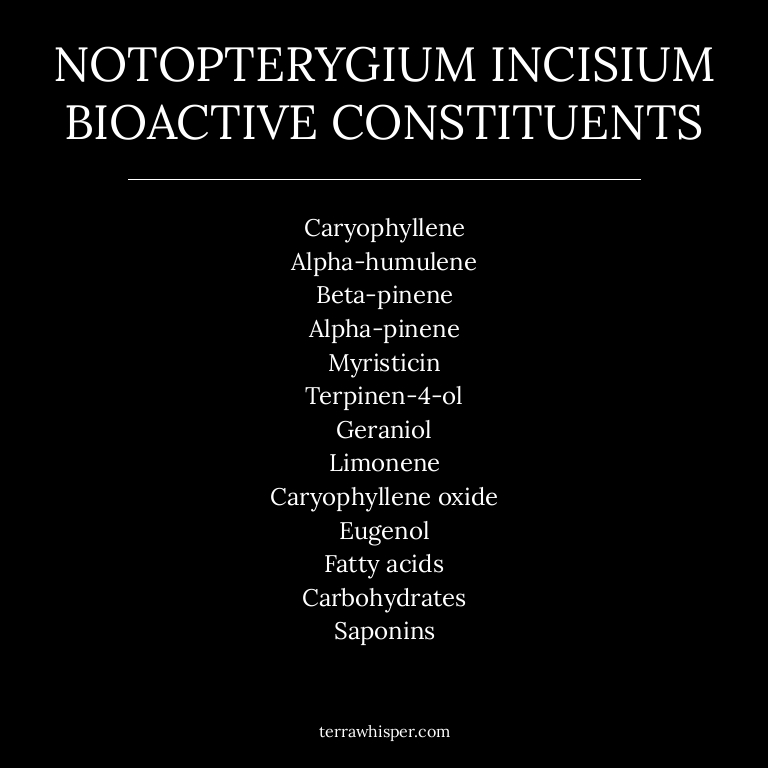 NOTOPTERYGIUM INCISIUM
BIOACTIVE CONSTITUENTS
Caryophyllene
Alpha-humulene
Beta-pinene
Alpha-pinene
Myristicin
Terpinen-4-ol
Geraniol
Limonene
Caryophyllene oxide
Eugenol
Fatty acids
Carbohydrates
Saponins
terrawhisper.com